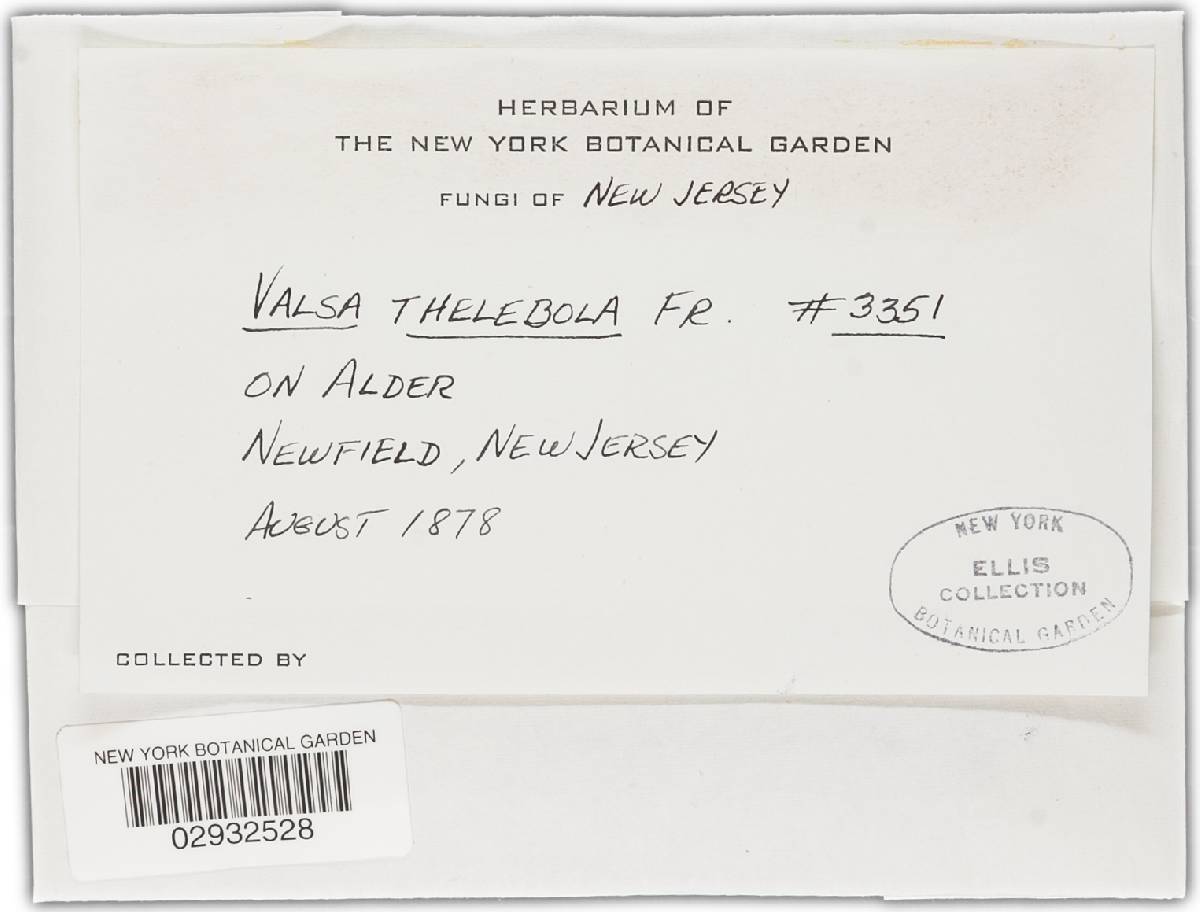 HERBARIUM OF
THE NEW YORK BOTANICAL GARDEN
FUNGI OF NEW JERSEY
VALSA THELEBOLA FR. #3351
ON ALDER
NEWFIELD, NEW JERSEY
AUGUST 1878
NEW YORK
ELLIS
COLLECTION
BOTANICAL GARDEN
COLLECTED BY
NEW YORK BOTANICAL GARDEN
02932528